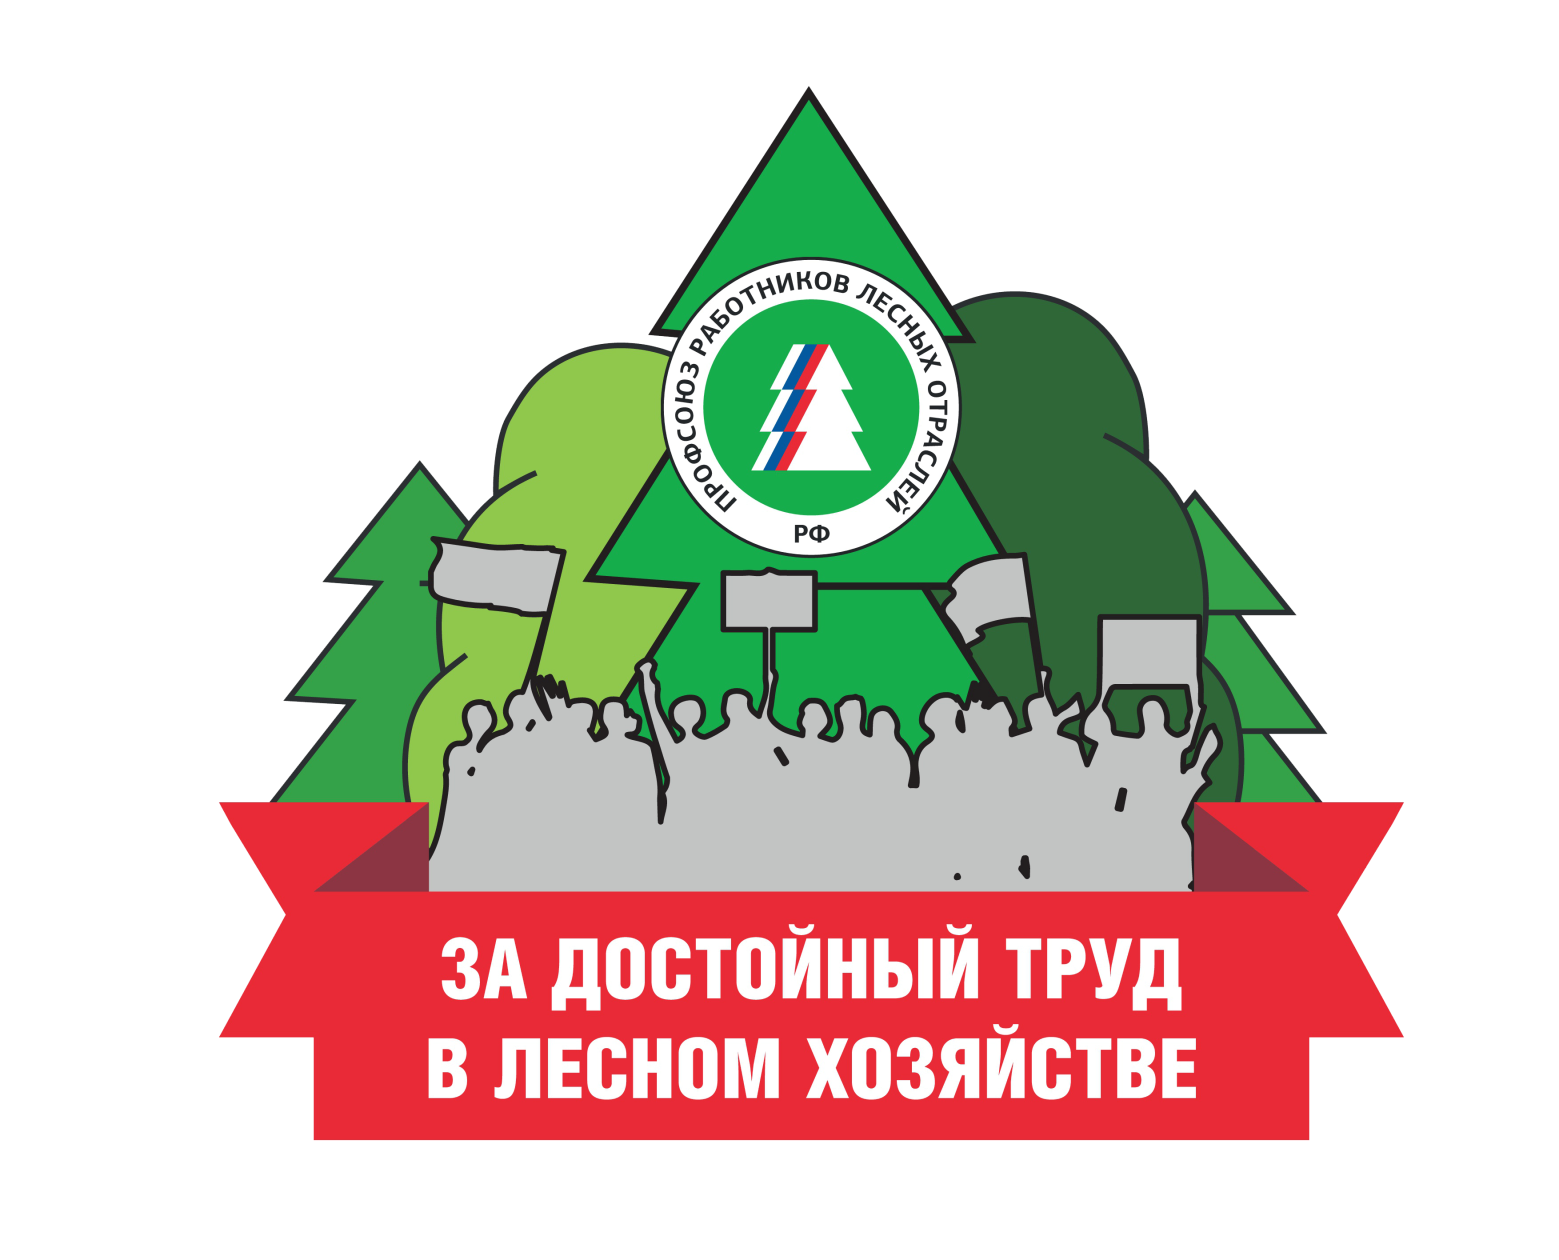 ПРОФСОЮЗ РАБОТНИКОВ ЛЕСНЫХ ОТРАСЛЕЙ
РФ
ЗА ДОСТОЙНЫЙ ТРУД
В ЛЕСНОМ ХОЗЯЙСТВЕ